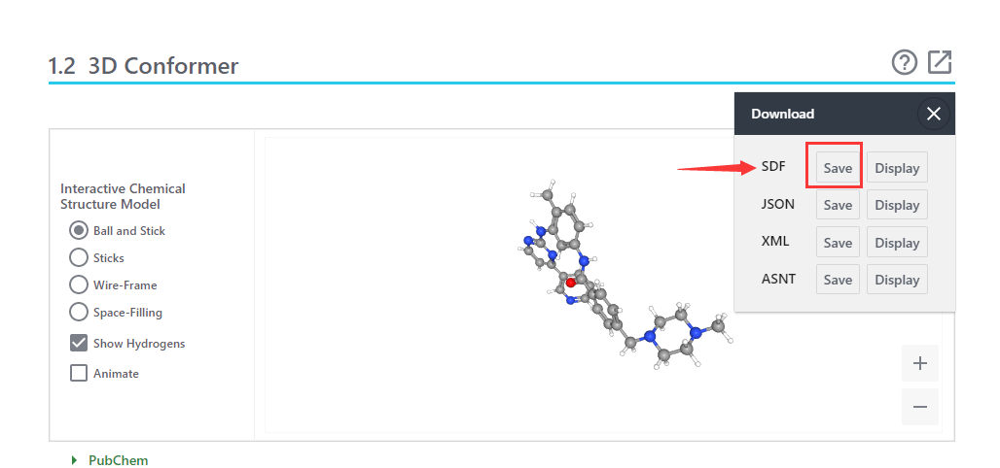 1.2 3D Conformer
Download
SDF Save Display
JSON Save Display
XML Save Display
ASNT Save Display
Interactive Chemical
Structure Model
Ball and Stick
Sticks
Wire-Frame
Space-Filling
Show Hydrogens
Animate
PubChem